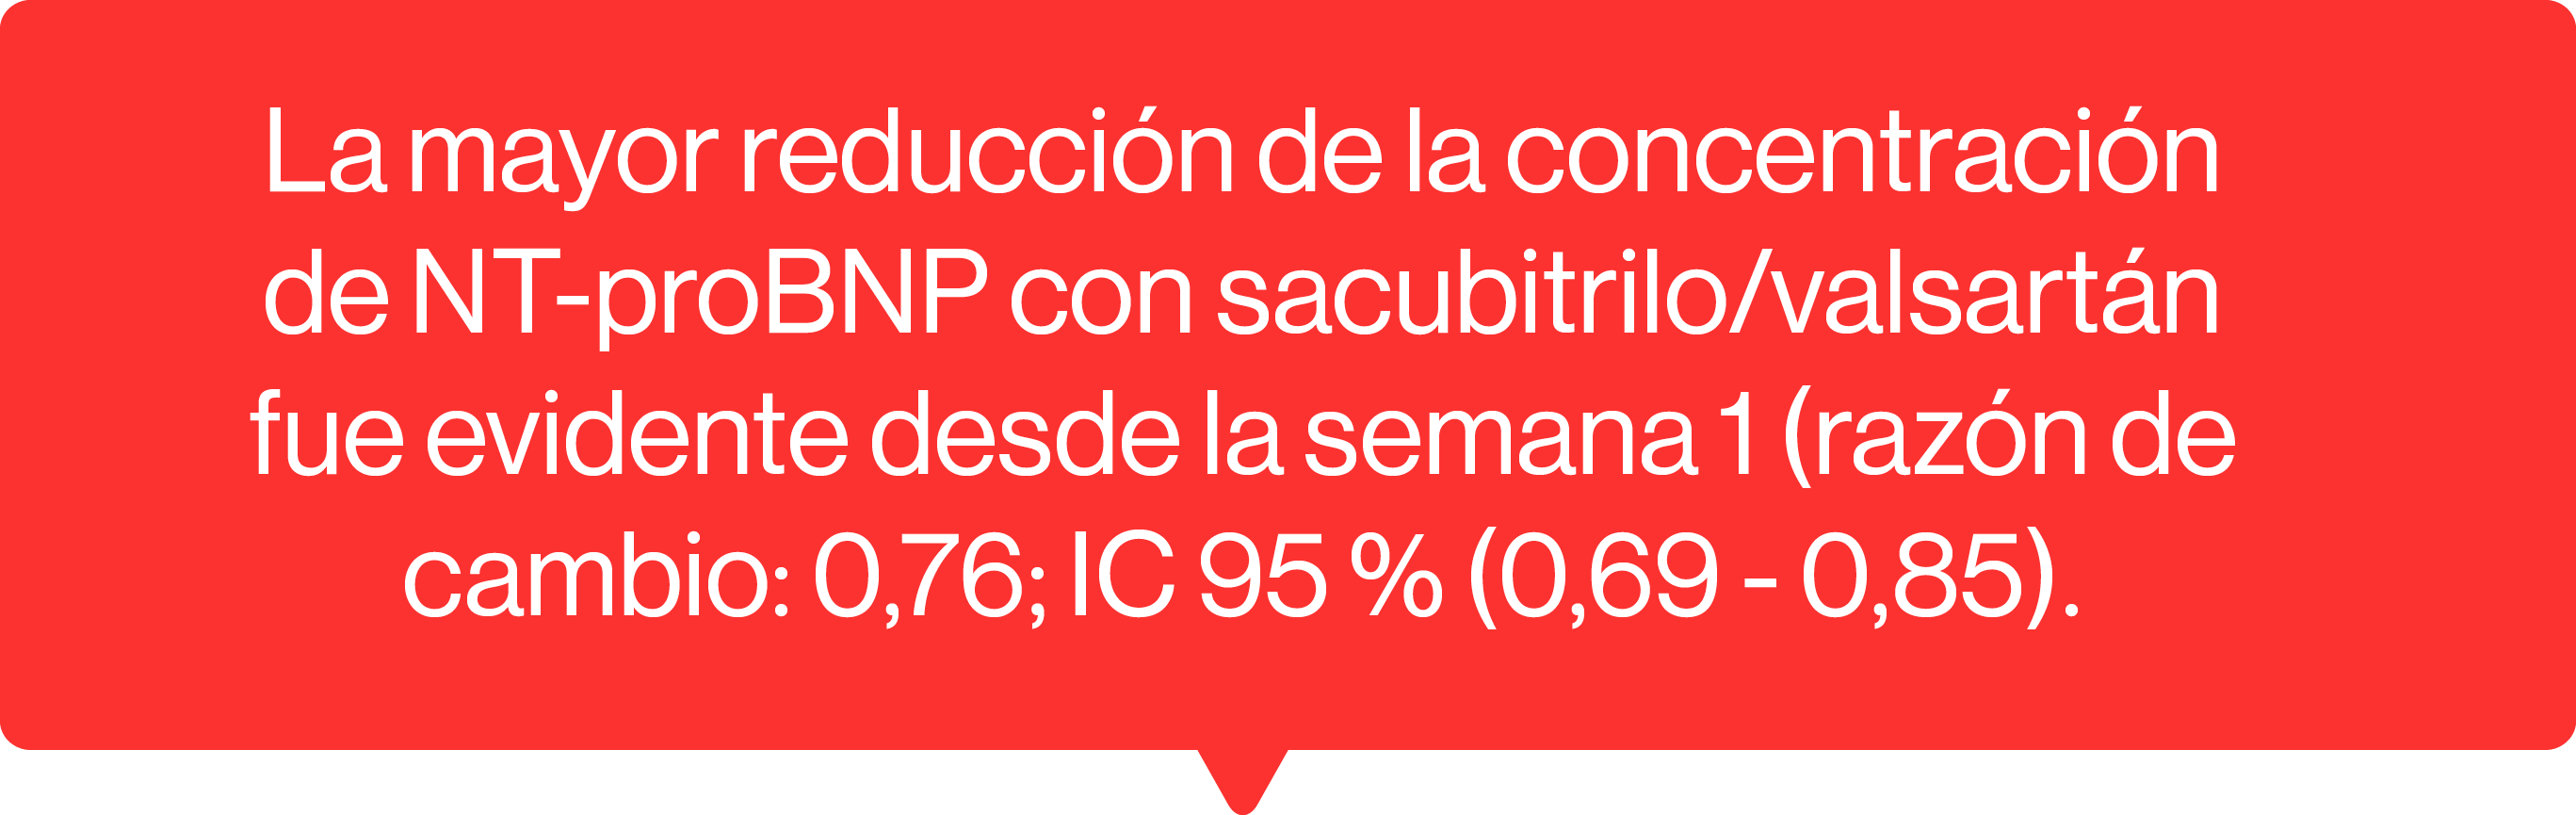 La mayor reducción de la concentración
de NT-proBNP con sacubitrilo/valsartán
fue evidente desde la semana 1 (razón de
cambio: 0,76; IC 95 % (0,69 - 0,85).